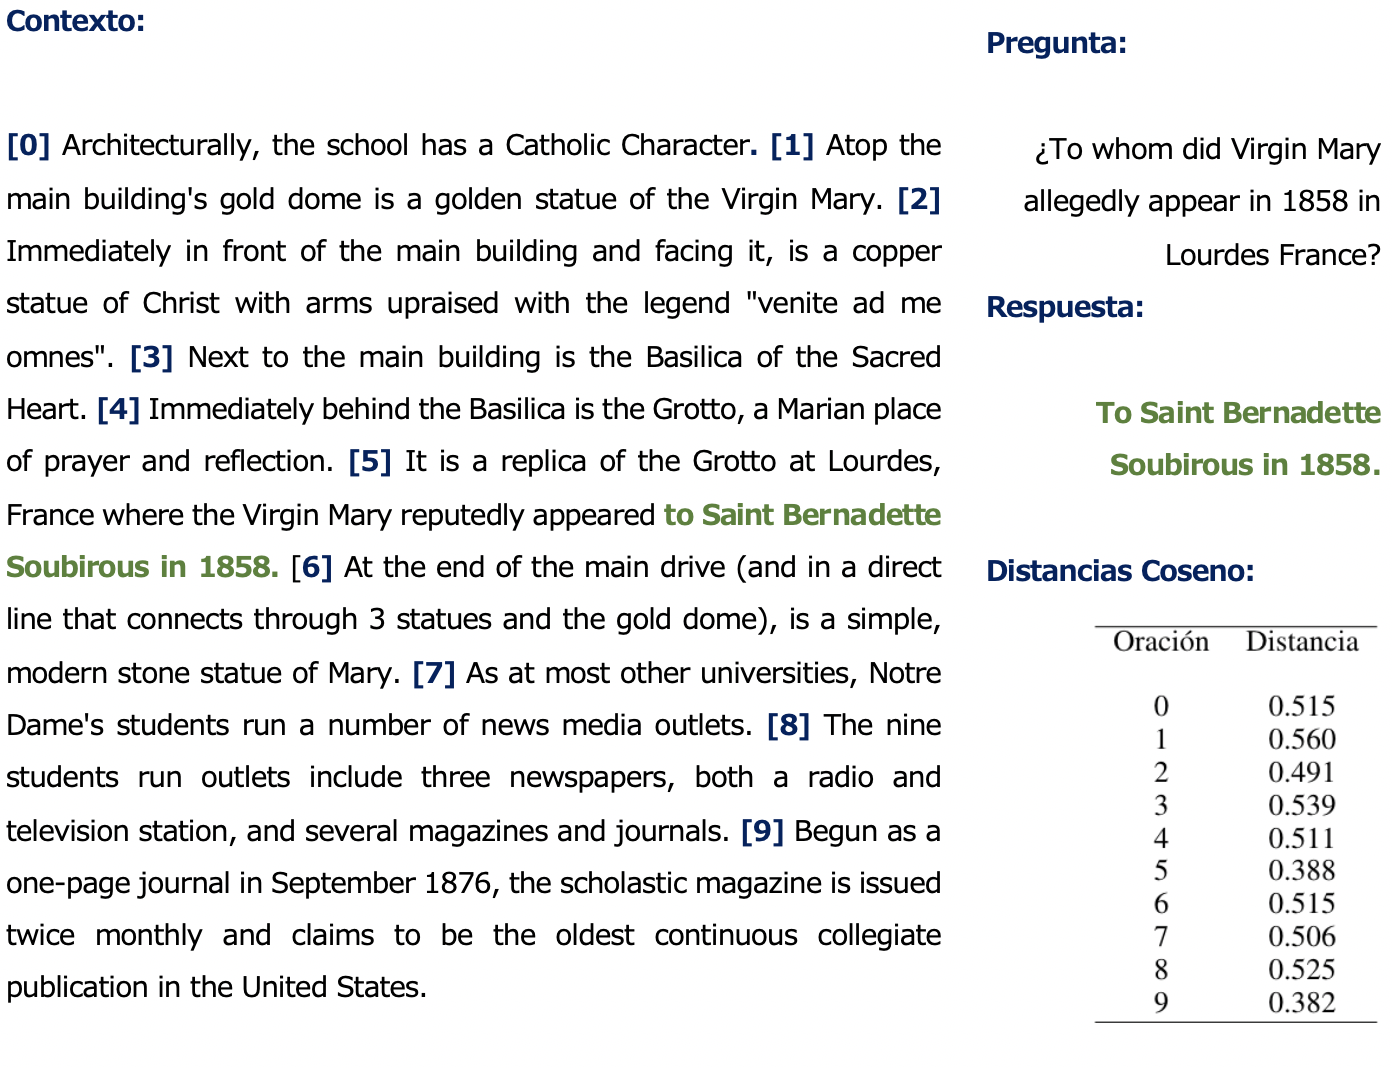 Contexto:
[0] Architecturally, the school has a Catholic Character. [1] Atop the
main building's gold dome is a golden statue of the Virgin Mary. [2]
Immediately in front of the main building and facing it, is a copper
statue of Christ with arms upraised with the legend "venite ad me
omnes". [3] Next to the main building is the Basilica of the Sacred
Heart. [4] Immediately behind the Basilica is the Grotto, a Marian place
of prayer and reflection. [5] It is a replica of the Grotto at Lourdes,
France where the Virgin Mary reputedly appeared to Saint Bernadette
Soubirous in 1858. [6] At the end of the main drive (and in a direct
line that connects through 3 statues and the gold dome), is a simple,
modern stone statue of Mary. [7] As at most other universities, Notre
Dame's students run a number of news media outlets. [8] The nine
students run outlets include three newspapers, both a radio and
television station, and several magazines and journals. [9] Begun as a
one-page journal in September 1876, the scholastic magazine is issued
twice monthly and claims to be the oldest continuous collegiate
publication in the United States.
Pregunta:
¿To whom did Virgin Mary
allegedly appear in 1858 in
Lourdes France?
Respuesta:
To Saint Bernadette
Soubirous in 1858.
Distancias Coseno:
Oración Distancia
0 0.515
1 0.560
2 0.491
3 0.539
4 0.511
5 0.388
6 0.515
7 0.506
8 0.525
9 0.382